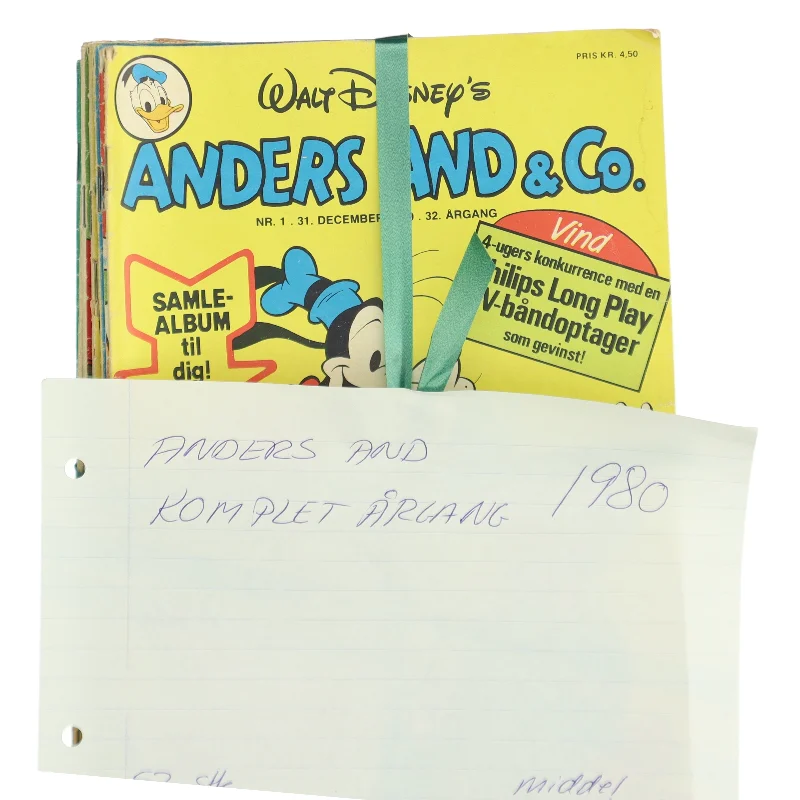 PRIS KR. 4,50
WALT DISNEY'S
ANDERS AND & Co.
NR. 1 . 31. DECEMBER 32. ÅRGANG
Vind
4-ugers konkurrence med en
Philips Long Play
TV-båndoptager
som gevinst!
SAMLE-
ALBUM
til
dig!
ANDERS AND
KOMPLET ÅRGANG 1980
middel